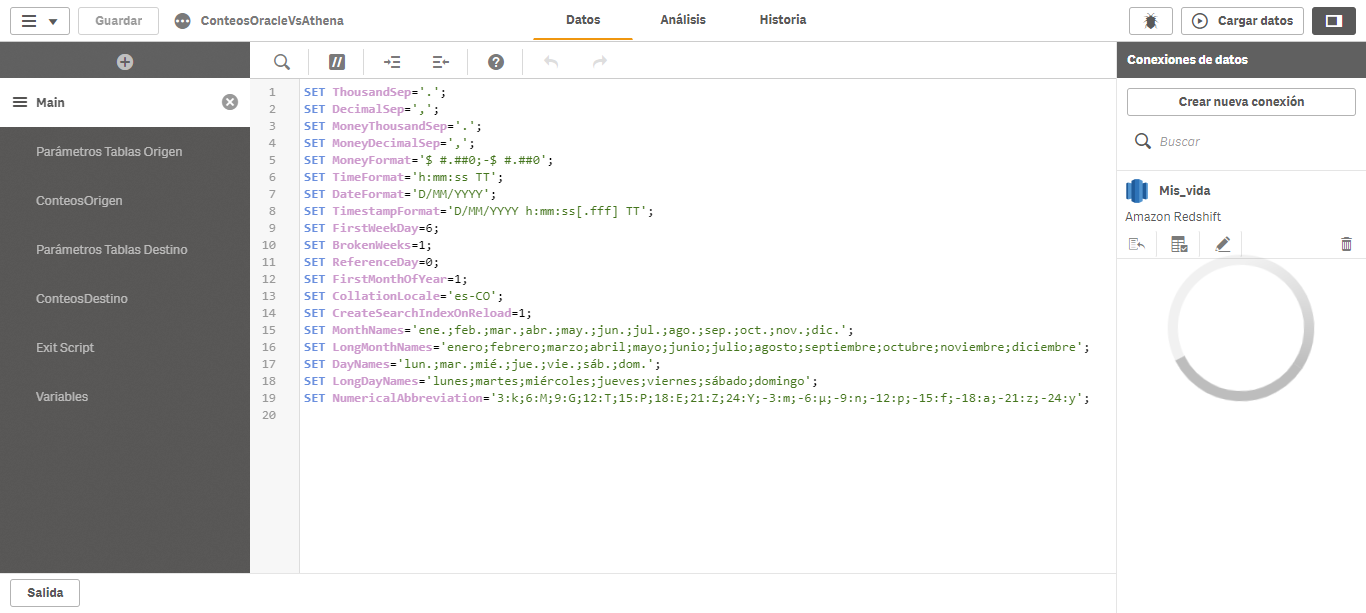 Guardar
ConteosOracleVsAthena
Datos
Análisis
Historia
Cargar datos
Main
Parámetros Tablas Origen
ConteosOrigen
Parámetros Tablas Destino
ConteosDestino
Exit Script
Variables
1 SET ThousandSep='.';
2 SET DecimalSep=',';
3 SET MoneyThousandSep='.';
4 SET MoneyDecimalSep=',';
5 SET MoneyFormat='$ #.##0;-$ #.##0';
6 SET TimeFormat='h:mm:ss TT';
7 SET DateFormat='D/MM/YYYY';
8 SET TimestampFormat='D/MM/YYYY h:mm:ss[.fff] TT';
9 SET FirstWeekDay=6;
10 SET BrokenWeeks=1;
11 SET ReferenceDay=0;
12 SET FirstMonthOfYear=1;
13 SET CollationLocale='es-CO';
14 SET CreateSearchIndexOnReload=1;
15 SET MonthNames='ene.;feb.;mar.;abr.;may.;jun.;jul.;ago.;sep.;oct.;nov.;dic.';
16 SET LongMonthNames='enero;febrero;marzo;abril;mayo;junio;julio;agosto;septiembre;octubre;noviembre;diciembre';
17 SET DayNames='lun.;mar.;mié.;jue.;vie.;sáb.;dom.';
18 SET LongDayNames='lunes;martes;miércoles;jueves;viernes;sábado;domingo';
19 SET NumericalAbbreviation='3:k;6:M;9:G;12:T;15:P;18:E;21:Z;24:Y;-3:m;-6:µ;-9:n;-12:p;-15:f;-18:a;-21:z;-24:y';
20
Conexiones de datos
Crear nueva conexión
Buscar
Mis_vida
Amazon Redshift
Salida